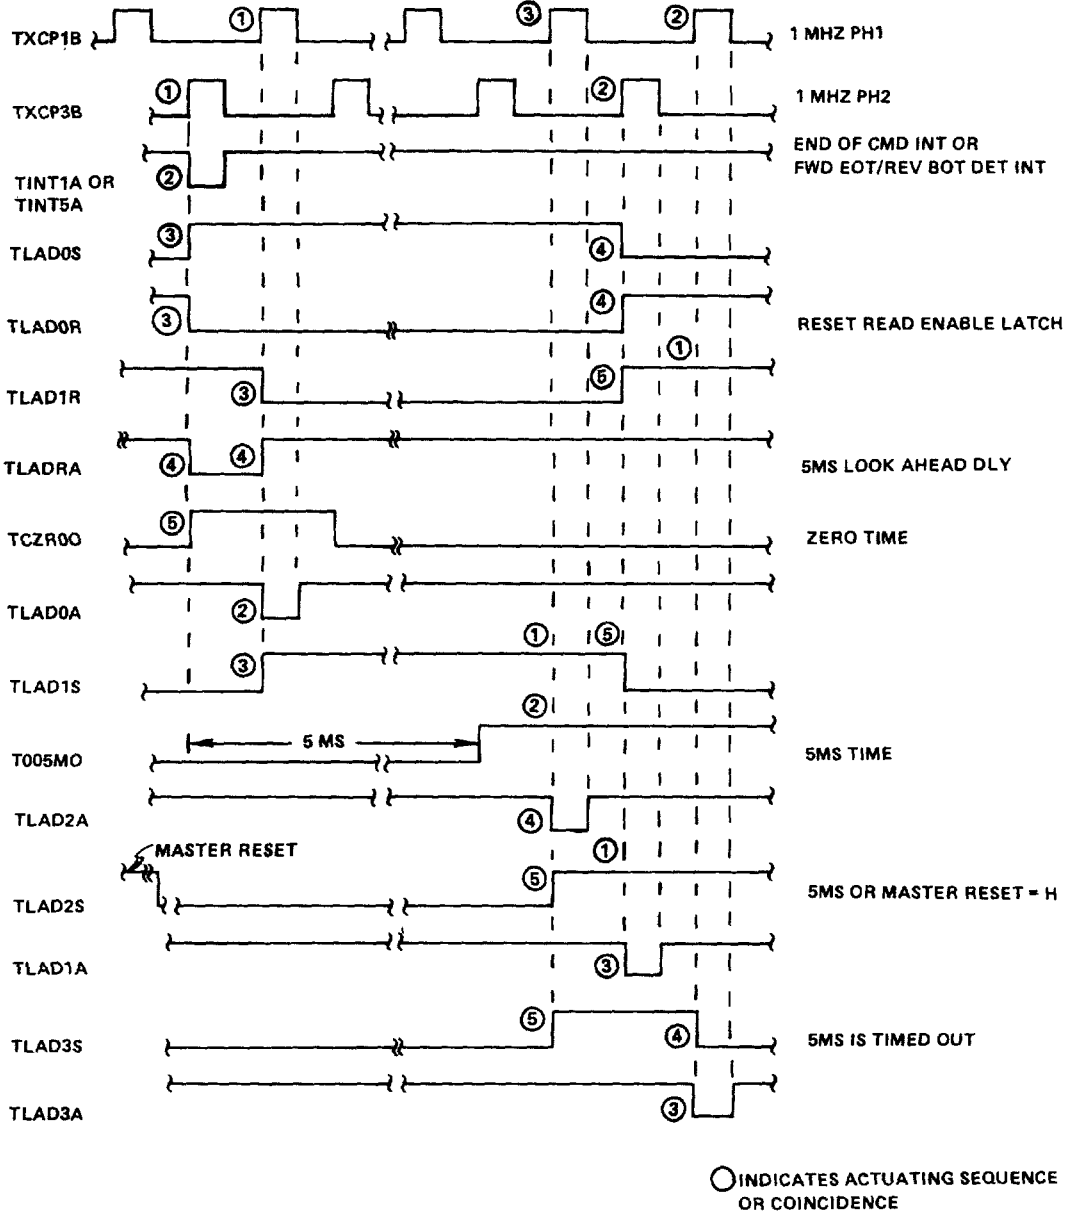 TXCP1B ① ③ ② 1 MHZ PH1
TXCP3B ① ② 1 MHZ PH2
TINT1A OR
TINT5A ② END OF CMD INT OR
FWD EOT/REV BOT DET INT
TLAD0S ③ ④
TLAD0R ③ ④ RESET READ ENABLE LATCH
TLAD1R ③ ⑤ ①
TLADRA ④ ④ 5MS LOOK AHEAD DLY
TCZR0O ⑤ ZERO TIME
TLAD0A ②
TLAD1S ③ ① ⑤
T005MO 5 MS ② 5MS TIME
TLAD2A ④
MASTER RESET ①
TLAD2S ⑤ 5MS OR MASTER RESET = H
TLAD1A ③
TLAD3S ⑤ ④ 5MS IS TIMED OUT
TLAD3A ③
INDICATES ACTUATING SEQUENCE
OR COINCIDENCE